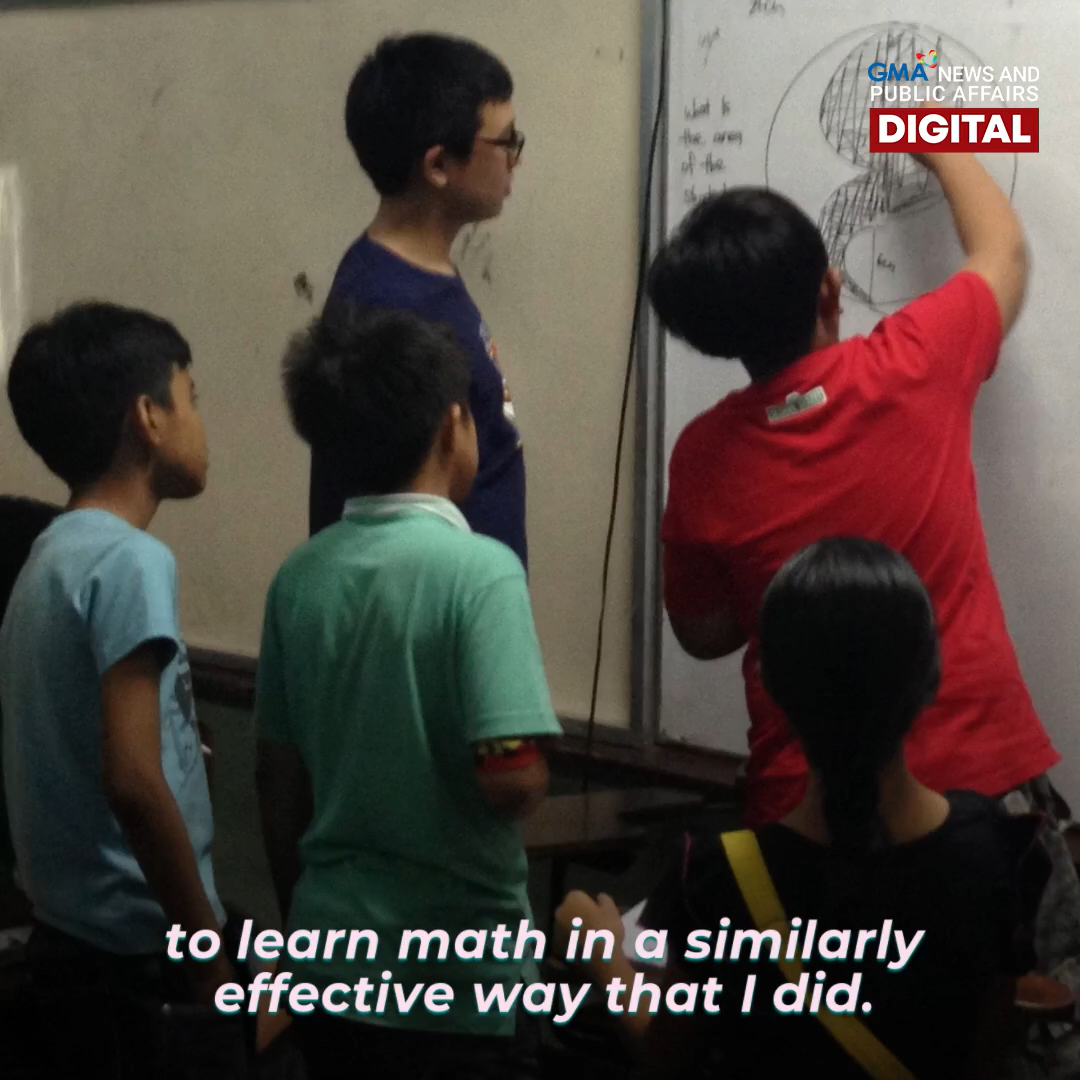 GMA NEWS AND
PUBLIC AFFAIRS
DIGITAL
What is
the area
of the
6cm
to learn math in a similarly
effective way that I did.